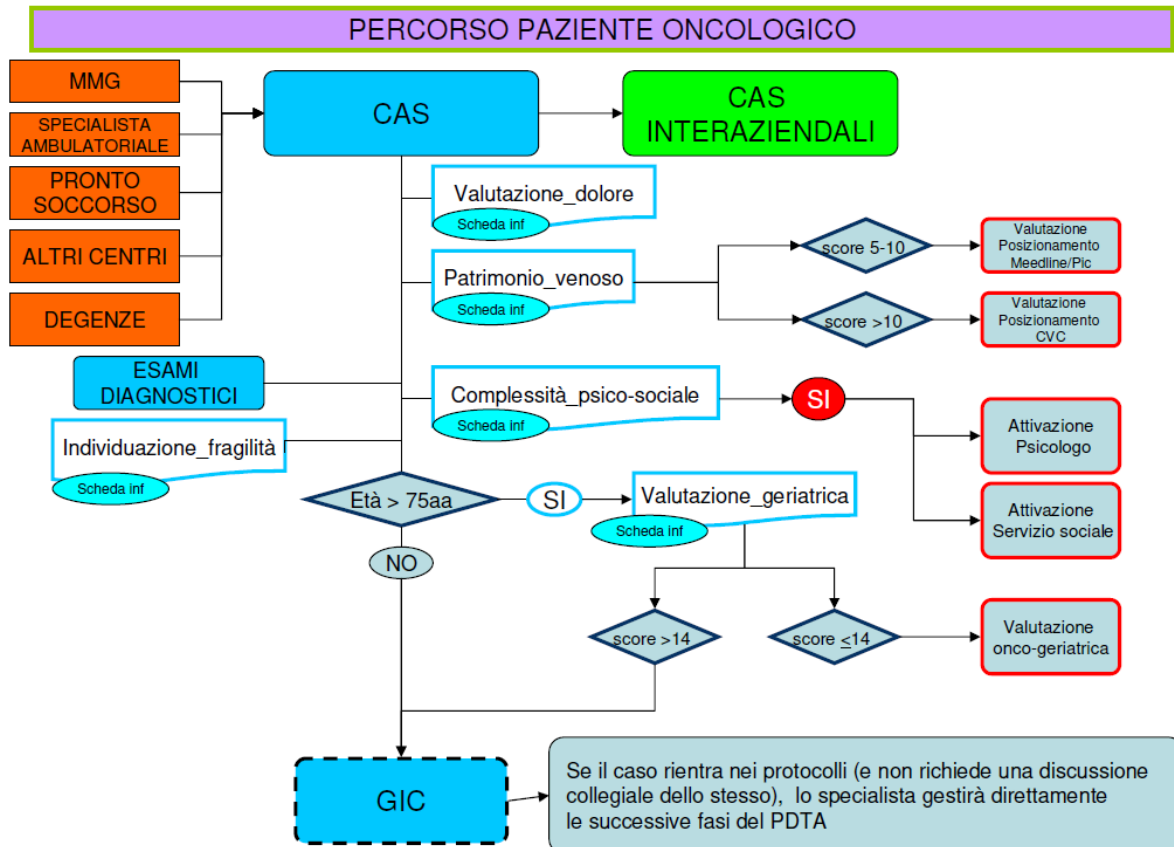 PERCORSO PAZIENTE ONCOLOGICO
MMG
SPECIALISTA
AMBULATORIALE
PRONTO
SOCCORSO
ALTRI CENTRI
DEGENZE
CAS
CAS
INTERAZIENDALI
Valutazione_dolore
Scheda inf
Patrimonio_venoso
Scheda inf
score 5-10
Valutazione
Posizionamento
Meedline/Pic
score >10
Valutazione
Posizionamento
CVC
ESAMI
DIAGNOSTICI
Complessità_psico-sociale
Scheda inf
SI
Attivazione
Psicologo
Attivazione
Servizio sociale
Individuazione_fragilità
Scheda inf
Età > 75aa
SI
Valutazione_geriatrica
Scheda inf
NO
score >14
score ≤14
Valutazione
onco-geriatrica
GIC
Se il caso rientra nei protocolli (e non richiede una discussione
collegiale dello stesso), lo specialista gestirà direttamente
le successive fasi del PDTA